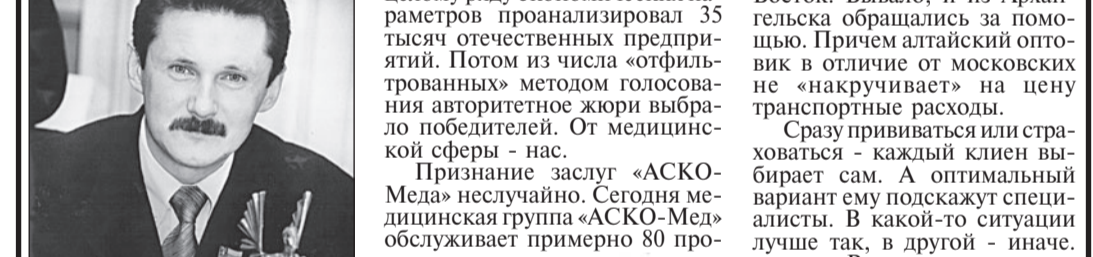 раметров проанализировал 35
тысяч отечественных предпри-
ятий. Потом из числа «отфиль-
трованных» методом голосова-
ния авторитетное жюри выбра-
ло победителей. От медицинс-
кой сферы - нас.
Признание заслуг «АСКО-
Меда» неслучайно. Сегодня ме-
дицинская группа «АСКО-Мед»
обслуживает примерно 80 про-
Восток. Бывало, и из Архан-
гельска обращались за помо-
щью. Причем алтайский опто-
вик в отличие от московских
не «накручивает» на цену
транспортные расходы.
Сразу прививаться или стра-
ховаться - каждый клиен вы-
бирает сам. А оптимальный
вариант ему подскажут специ-
алисты. В какой-то ситуации
лучше так, в другой - иначе.